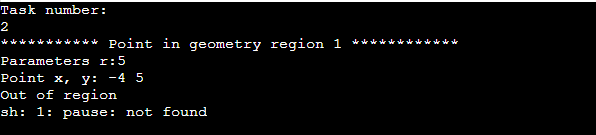 Task number:
2
*********** Point in geometry region 1 ************
Parameters r:5
Point x, y: -4 5
Out of region
sh: 1: pause: not found